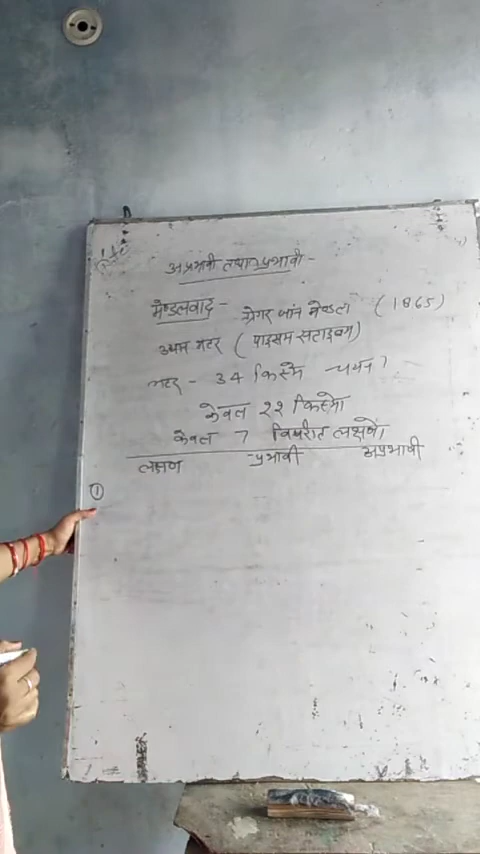 अप्रभावी तथा प्रभावी -
मेण्डलवाद - ग्रेगर जॉन मेण्डल (1865)
उद्यान मटर (पाइसम सटाइवम)
मटर - 34 किस्मे चयन
केवल 22 किस्मे
केवल 7 विपरीत लक्षणो
लक्षण प्रभावी अप्रभावी
①